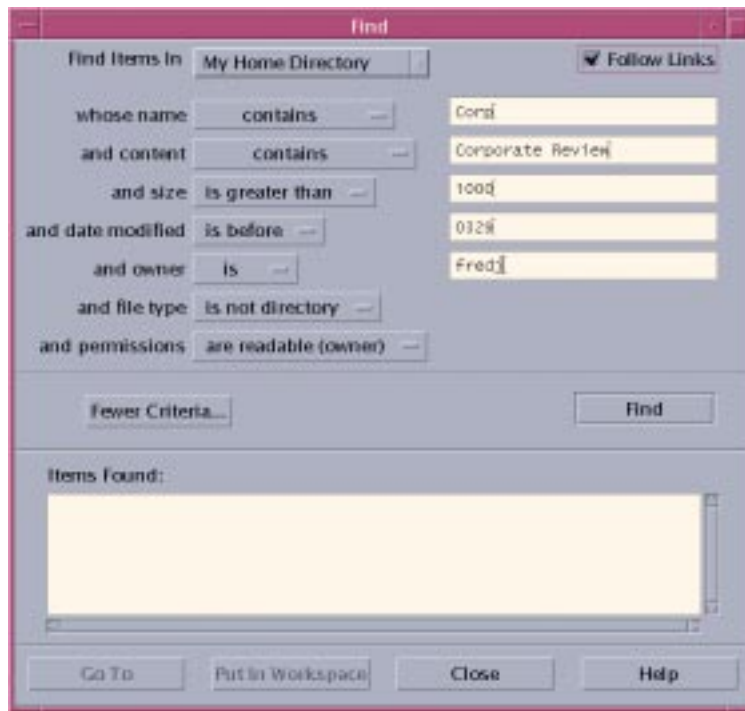 Find
Find Items In My Home Directory Follow Links
whose name contains Corp
and content contains Corporate Review
and size is greater than 1000
and date modified is before
and owner is Fredj
and file type is not directory
and permissions are readable (owner)
Fewer Criteria... Find
Items Found:
Go To Put In Workspace Close Help